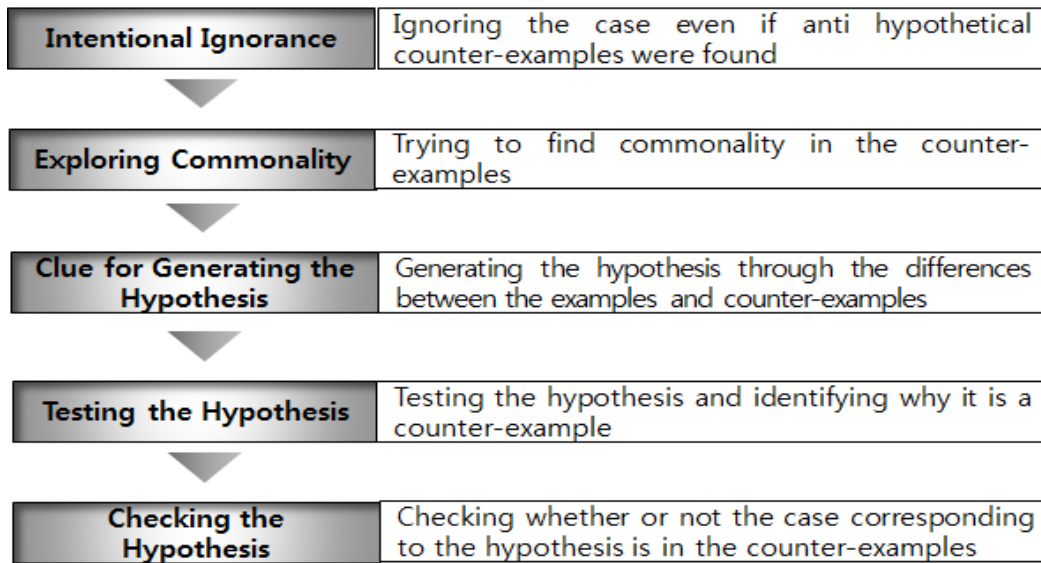 Intentional Ignorance
Ignoring the case even if anti hypothetical
counter-examples were found
Exploring Commonality
Trying to find commonality in the counter-
examples
Clue for Generating the
Hypothesis
Generating the hypothesis through the differences
between the examples and counter-examples
Testing the Hypothesis
Testing the hypothesis and identifying why it is a
counter-example
Checking the
Hypothesis
Checking whether or not the case corresponding
to the hypothesis is in the counter-examples